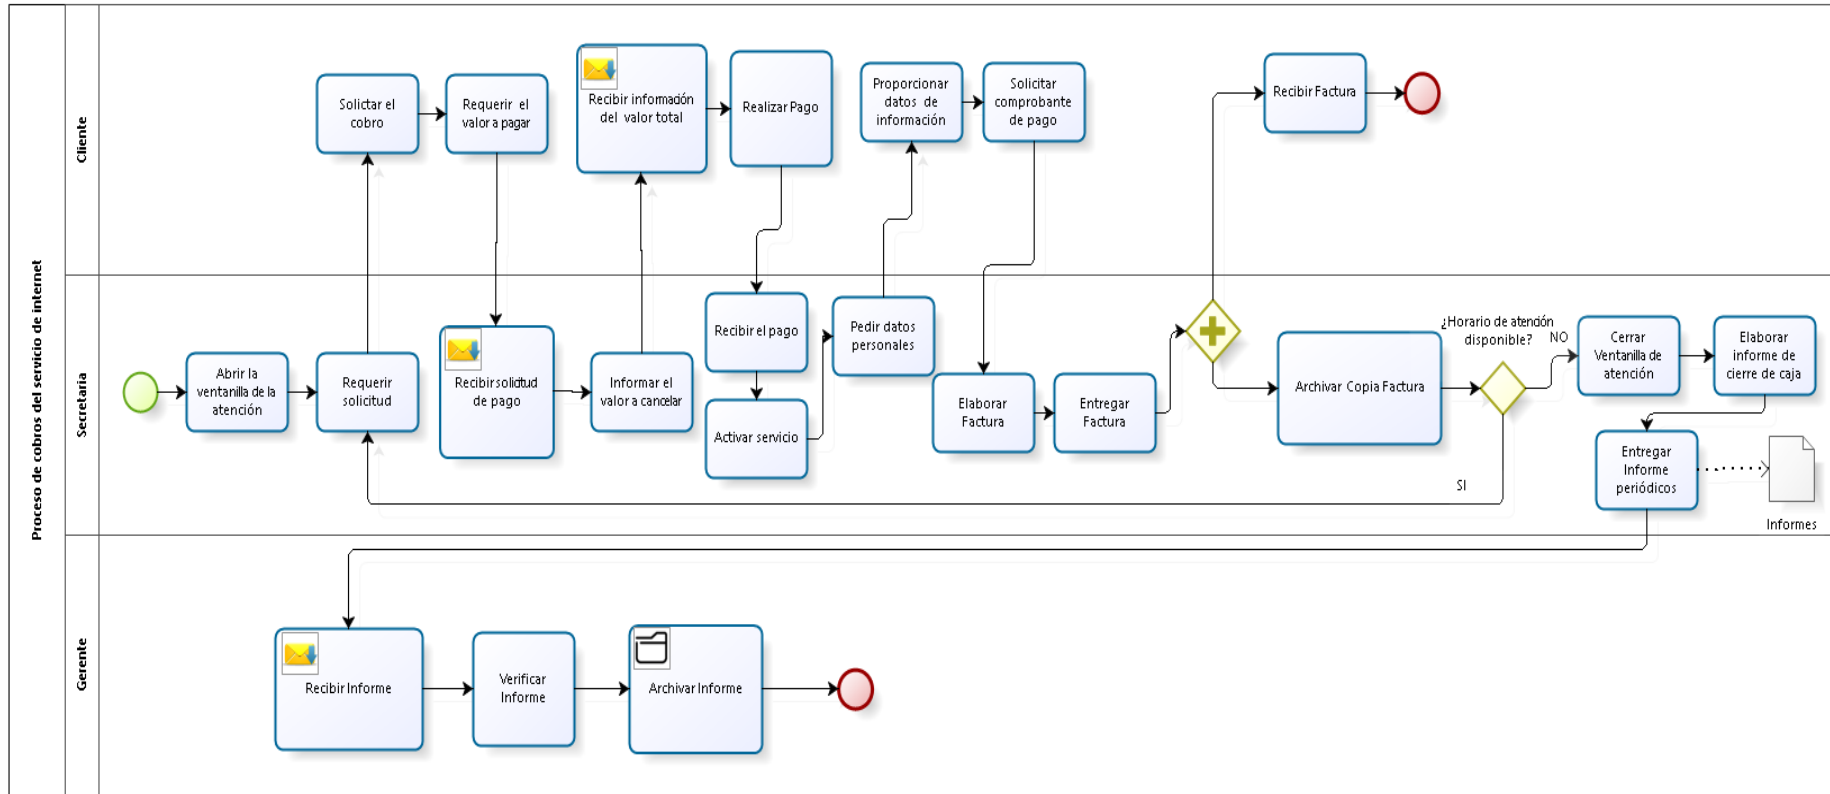 Proceso de cobros del servicio de internet
Cliente
Solictar el
cobro
Requerir el
valor a pagar
Recibir información
del valor total
Realizar Pago
Proporcionar
datos de
información
Solicitar
comprobante
de pago
Recibir Factura
Secretaria
Abrir la
ventanilla de la
atención
Requerir
solicitud
Recibir solicitud
de pago
Informar el
valor a cancelar
Recibir el pago
Activar servicio
Pedir datos
personales
Elaborar
Factura
Entregar
Factura
Archivar Copia Factura
¿Horario de atención
disponible?
NO
SI
Cerrar
Ventanilla de
atención
Elaborar
informe de
cierre de caja
Entregar
Informe
periódicos
Informes
Gerente
Recibir Informe
Verificar
Informe
Archivar Informe